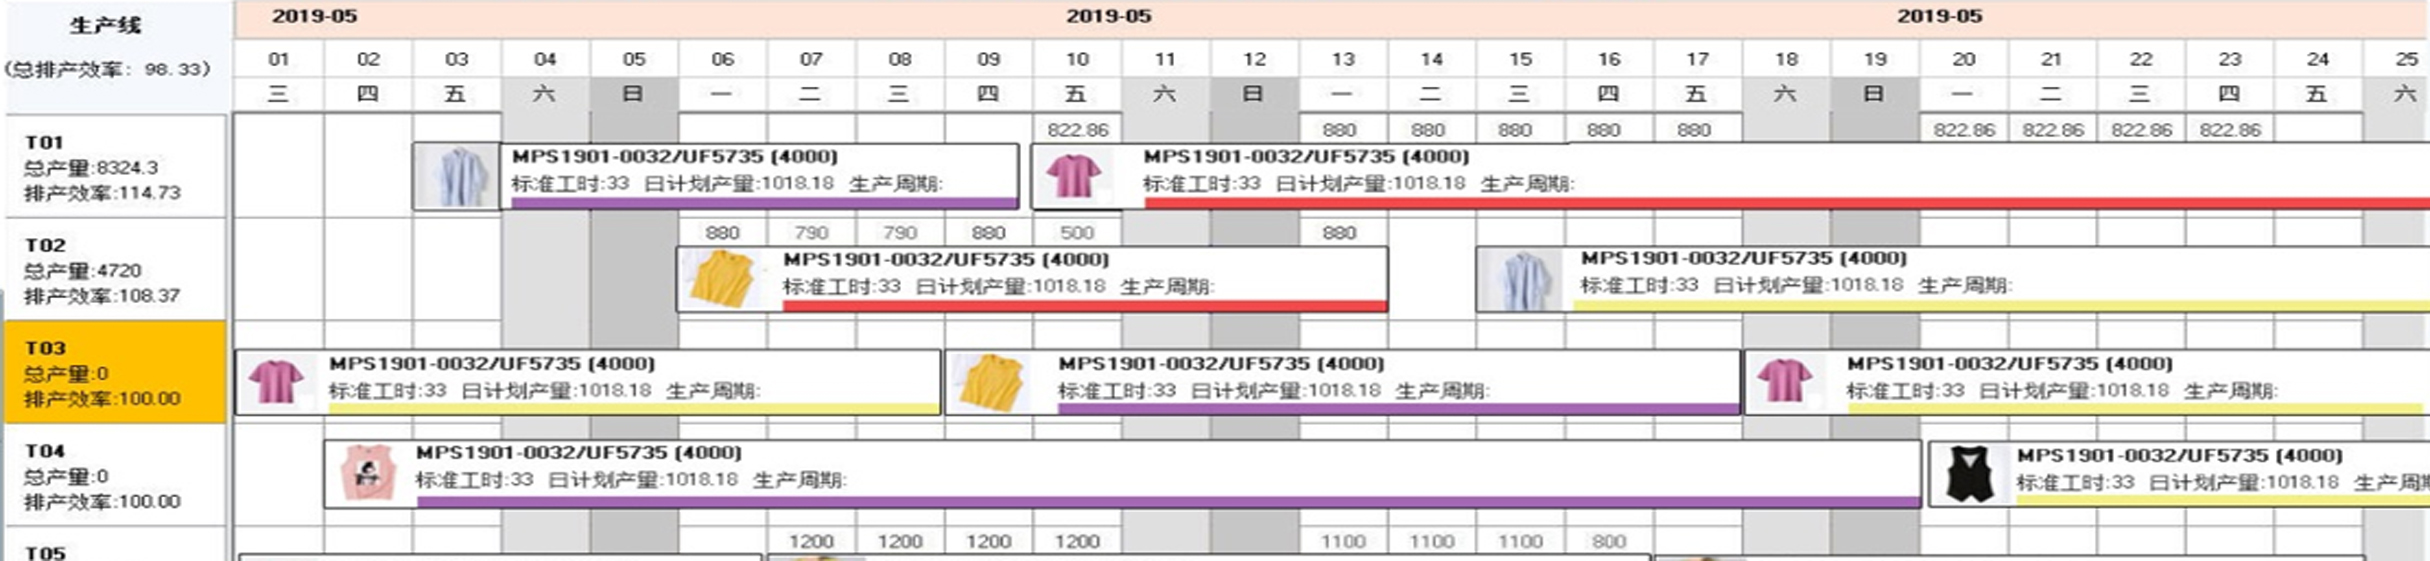 生产线
(总排产效率: 98.33)
2019-05 2019-05 2019-05
01 02 03 04 05 06 07 08 09 10 11 12 13 14 15 16 17 18 19 20 21 22 23 24 25
三 四 五 六 日 一 二 三 四 五 六 日 一 二 三 四 五 六 日 一 二 三 四 五 六
T01
总产量:8324.3
排产效率:114.73
822.86 880 880 880 880 880 822.86 822.86 822.86 822.86
MPS1901-0032/UF5735 (4000)
标准工时:33 日计划产量:1018.18 生产周期:
MPS1901-0032/UF5735 (4000)
标准工时:33 日计划产量:1018.18 生产周期:
T02
总产量:4720
排产效率:108.37
880 790 790 880 500 880
MPS1901-0032/UF5735 (4000)
标准工时:33 日计划产量:1018.18 生产周期:
MPS1901-0032/UF5735 (4000)
标准工时:33 日计划产量:1018.18 生产周期:
T03
总产量:0
排产效率:100.00
MPS1901-0032/UF5735 (4000)
标准工时:33 日计划产量:1018.18 生产周期:
MPS1901-0032/UF5735 (4000)
标准工时:33 日计划产量:1018.18 生产周期:
MPS1901-0032/UF5735 (4000)
标准工时:33 日计划产量:1018.18 生产周期:
T04
总产量:0
排产效率:100.00
MPS1901-0032/UF5735 (4000)
标准工时:33 日计划产量:1018.18 生产周期:
MPS1901-0032/UF5735 (4000)
标准工时:33 日计划产量:1018.18 生产周期
T05
1200 1200 1200 1200 1100 1100 1100 800